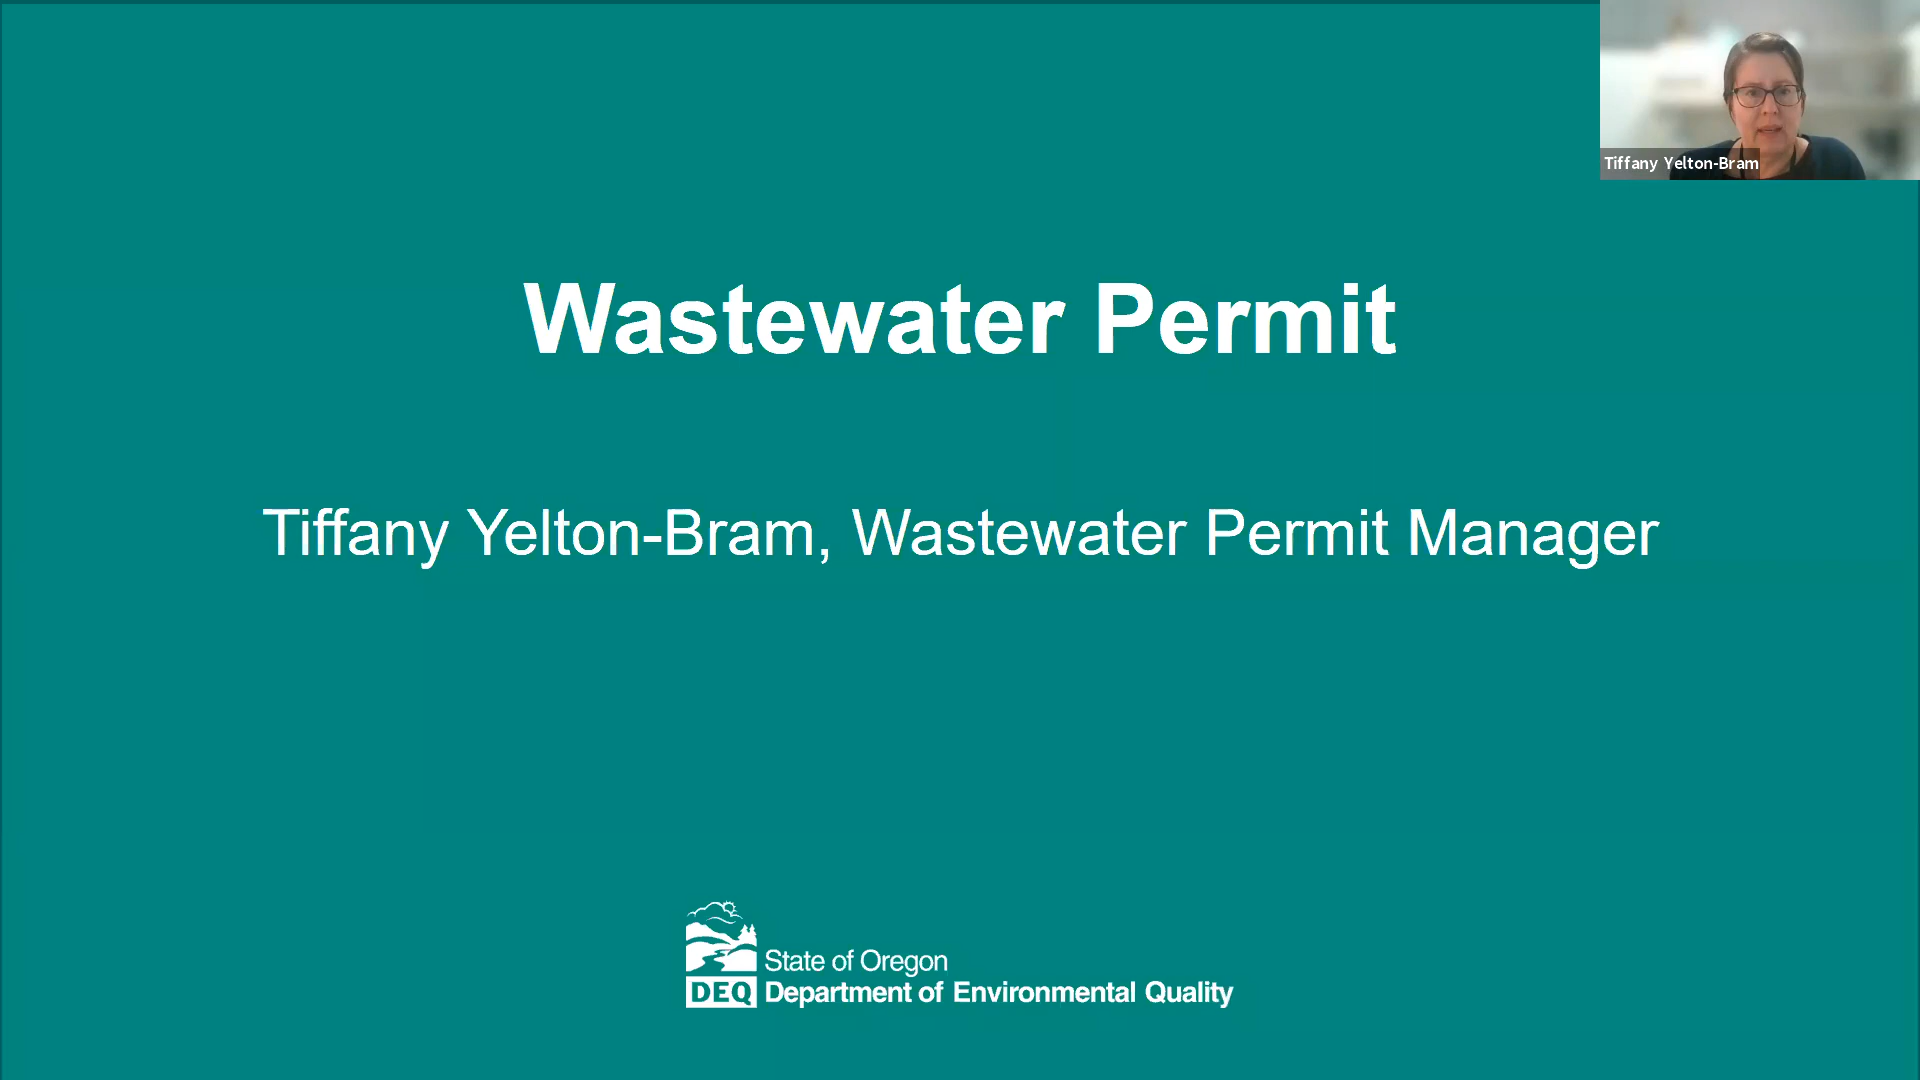 Tiffany Yelton-Bram
Wastewater Permit
Tiffany Yelton-Bram, Wastewater Permit Manager
State of Oregon
DEQ Department of Environmental Quality